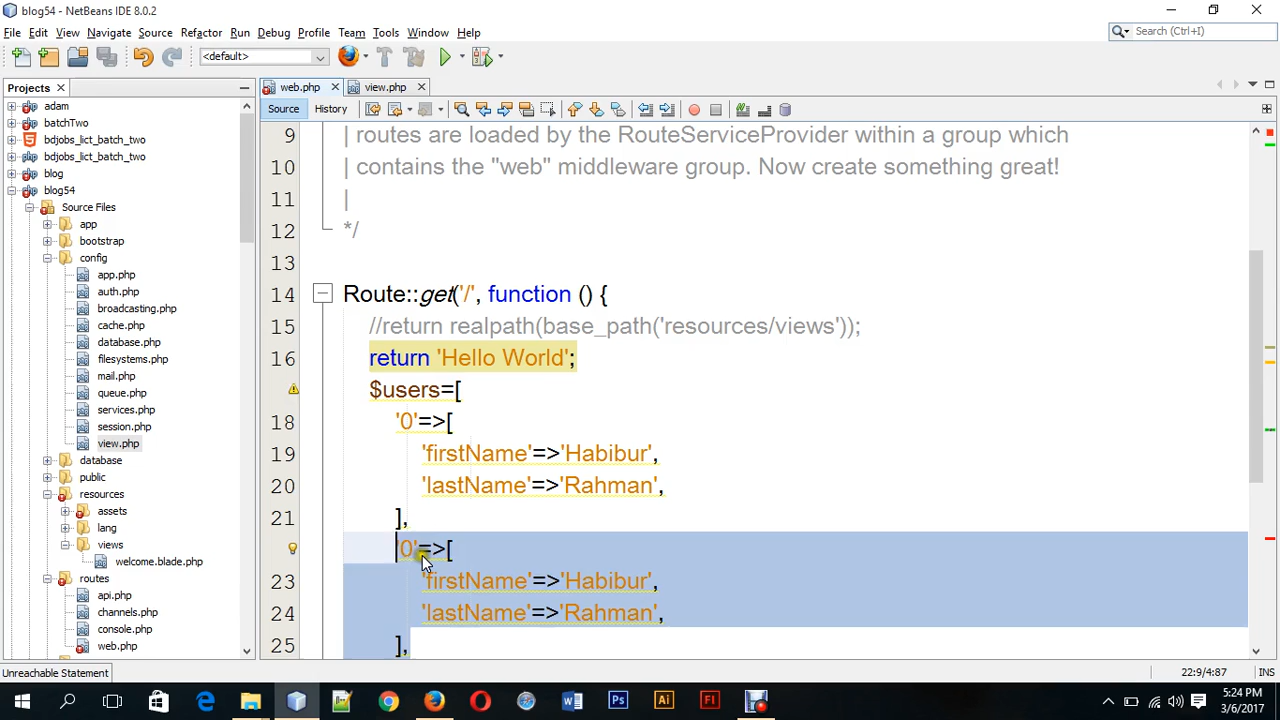 blog54 - NetBeans IDE 8.0.2
File Edit View Navigate Source Refactor Run Debug Profile Team Tools Window Help
Search (Ctrl+I)
<default>
Projects
web.php view.php
Source History
adam
batchTwo
bdjobs_lict_batch_two
bdjobs_lict_batch_two
blog
blog54
Source Files
app
bootstrap
config
app.php
auth.php
broadcasting.php
cache.php
database.php
filesystems.php
mail.php
queue.php
services.php
session.php
view.php
database
public
resources
assets
lang
views
welcome.blade.php
routes
api.php
channels.php
console.php
web.php
9 | routes are loaded by the RouteServiceProvider within a group which
10 | contains the "web" middleware group. Now create something great!
11 |
12 */
13
14 Route::get('/', function () {
15 //return realpath(base_path('resources/views'));
16 return 'Hello World';
$users=[
18 '0'=>[
19 'firstName'=>'Habibur',
20 'lastName'=>'Rahman',
21 ],
'0'=>[
23 'firstName'=>'Habibur',
24 'lastName'=>'Rahman',
25 ],
Unreachable Statement
22:9/4:87 INS
5:24 PM
3/6/2017